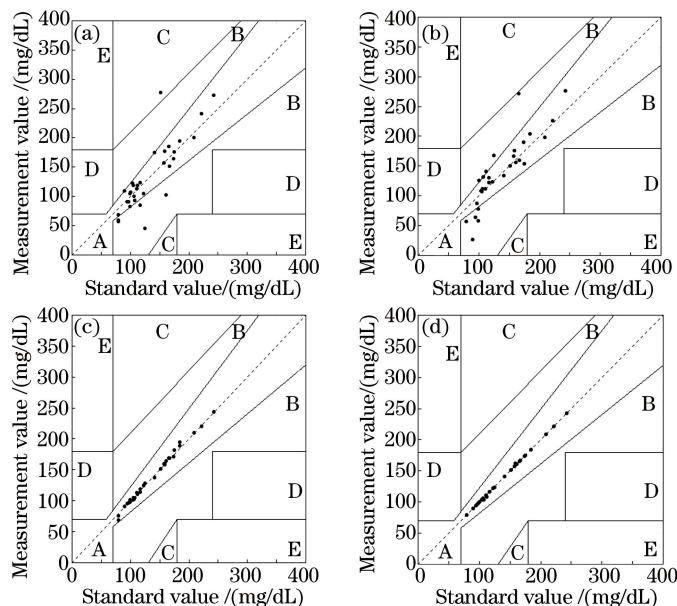 400
350
300
250
200
150
100
50
0
Measurement value /(mg/dL)
(a)
E
C
B
B
D
D
A
C
E
0 100 200 300 400
Standard value/(mg/dL)
400
350
300
250
200
150
100
50
0
Measurement value /(mg/dL)
(b)
E
C
B
B
D
D
A
C
E
0 100 200 300 400
Standard value /(mg/dL)
400
350
300
250
200
150
100
50
0
Measurement value /(mg/dL)
(c)
E
C
B
B
D
D
A
C
E
0 100 200 300 400
Standard value /(mg/dL)
400
350
300
250
200
150
100
50
0
Measurement value/(mg/dL)
(d)
E
C
B
B
D
D
A
C
E
0 100 200 300 400
Standard value /(mg/dL)